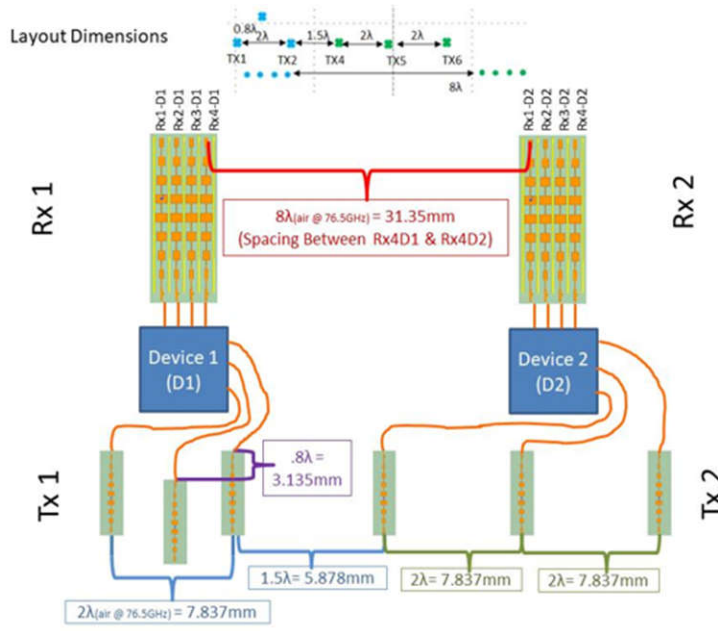 Layout Dimensions
0.8λ
2λ
1.5λ
2λ
2λ
TX1
TX2
TX4
TX5
TX6
8λ
Rx1-D1
Rx2-D1
Rx3-D1
Rx4-D1
Rx1-D2
Rx2-D2
Rx3-D2
Rx4-D2
Rx 1
Rx 2
8λ(air @ 76.5GHz) = 31.35mm
(Spacing Between Rx4D1 & Rx4D2)
Device 1
(D1)
Device 2
(D2)
.8λ =
3.135mm
Tx 1
Tx 2
1.5λ= 5.878mm
2λ= 7.837mm
2λ= 7.837mm
2λ(air @ 76.5GHz) = 7.837mm